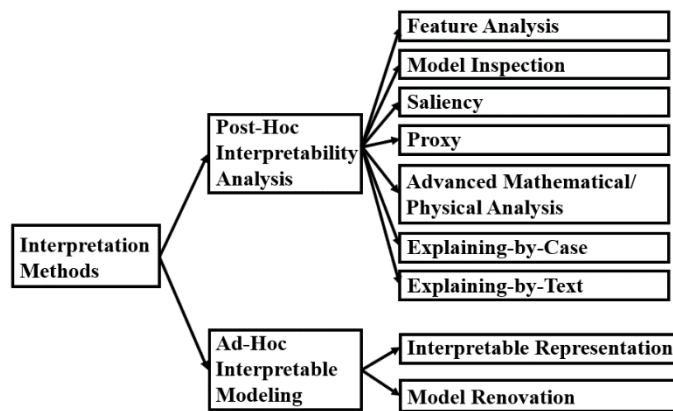 Feature Analysis
Model Inspection
Saliency
Post-Hoc
Interpretability
Analysis
Proxy
Advanced Mathematical/
Physical Analysis
Interpretation
Methods
Explaining-by-Case
Explaining-by-Text
Ad-Hoc
Interpretable
Modeling
Interpretable Representation
Model Renovation